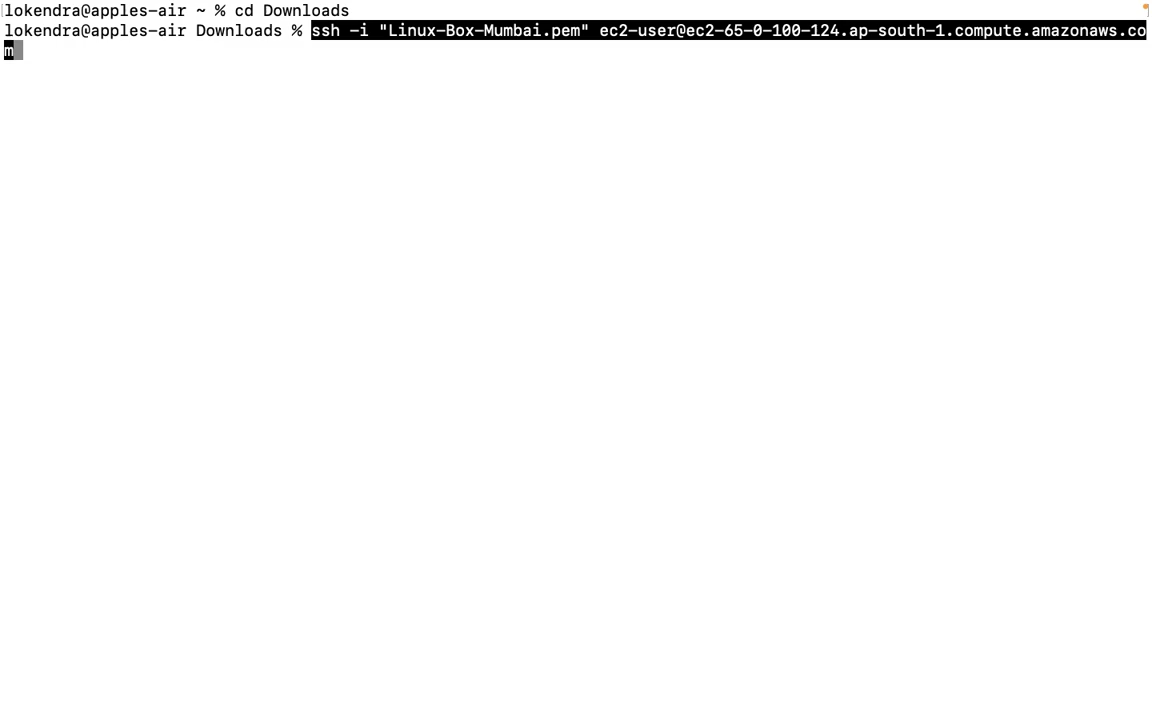 lokendra@apples-air ~ % cd Downloads
lokendra@apples-air Downloads % ssh -i "Linux-Box-Mumbai.pem" ec2-user@ec2-65-0-100-124.ap-south-1.compute.amazonaws.co
m